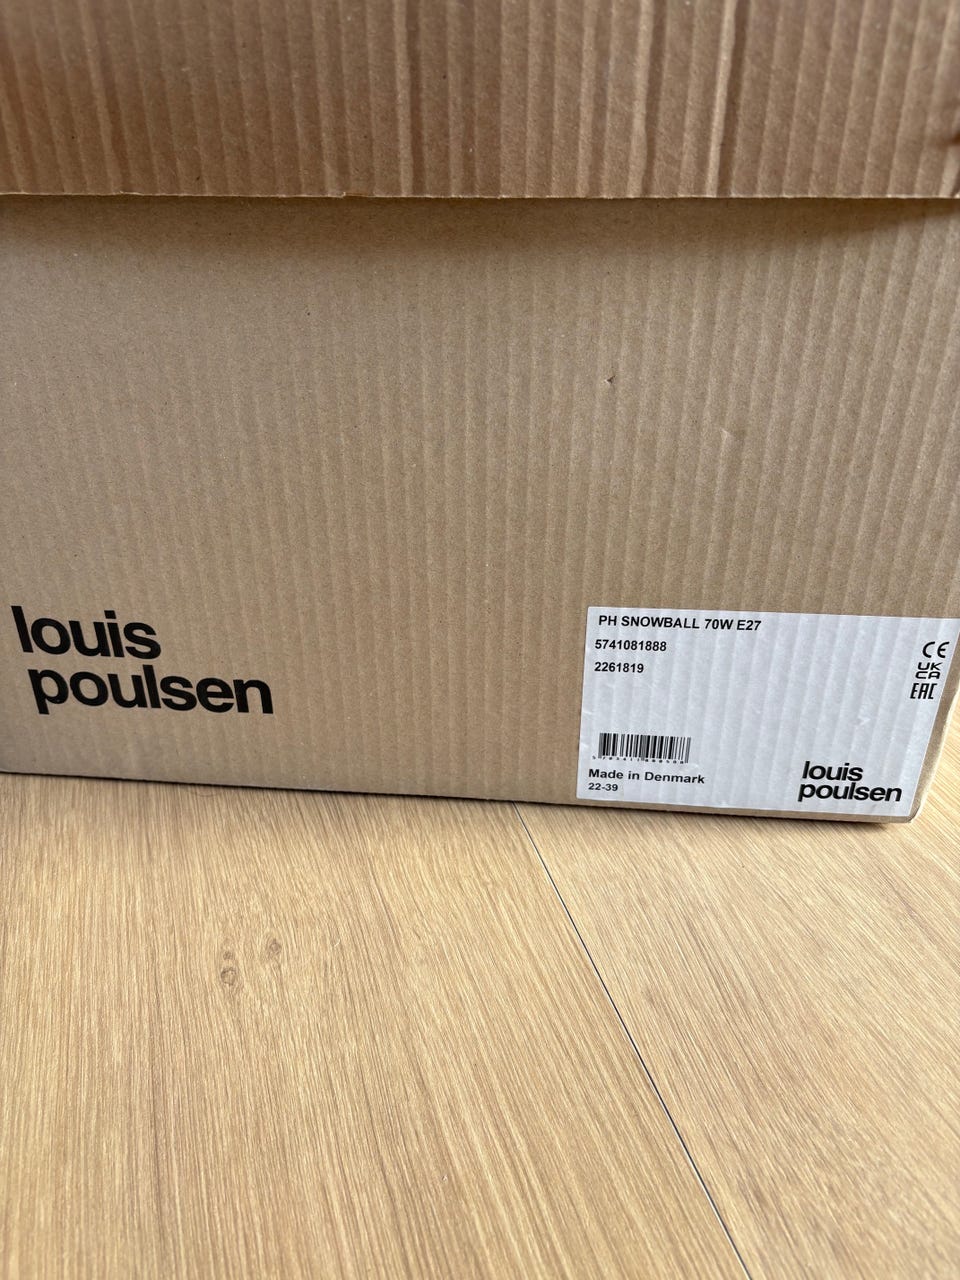 louis
poulsen
PH SNOWBALL 70W E27
5741081888
2261819
CE
UK
CA
EAC
Made in Denmark
22-39
louis
poulsen